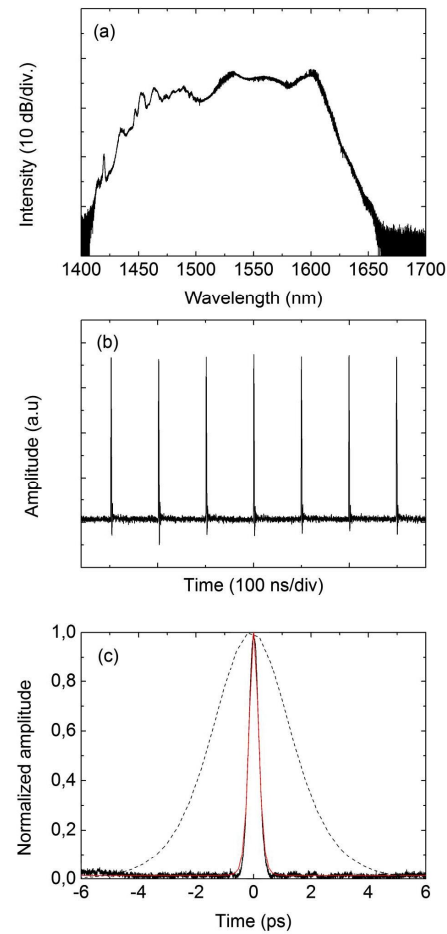 (a)
Intensity (10 dB/div.)
1400 1450 1500 1550 1600 1650 1700
Wavelength (nm)
(b)
Amplitude (a.u)
Time (100 ns/div)
(c)
Normalized amplitude
1,0
0,8
0,6
0,4
0,2
0,0
-6 -4 -2 0 2 4 6
Time (ps)